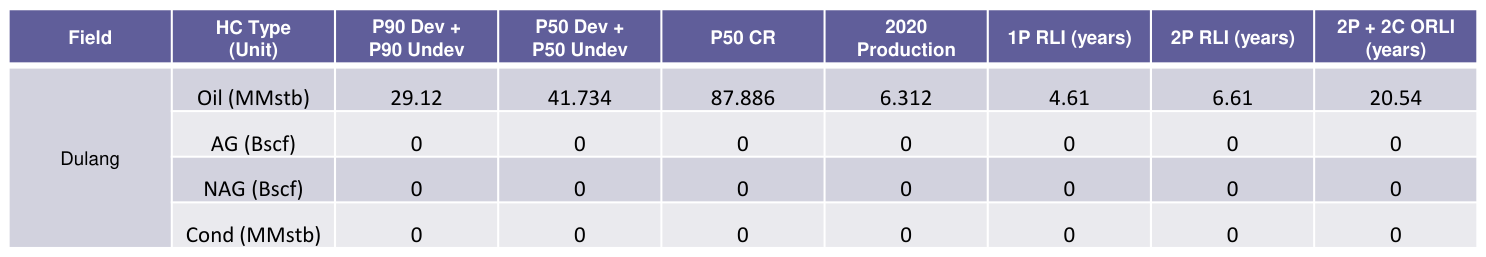 Field HC Type (Unit) P90 Dev + P90 Undev P50 Dev + P50 Undev P50 CR 2020 Production 1P RLI (years) 2P RLI (years) 2P + 2C ORLI (years)
Dulang Oil (MMstb) 29.12 41.734 87.886 6.312 4.61 6.61 20.54
AG (Bscf) 0 0 0 0 0 0 0
NAG (Bscf) 0 0 0 0 0 0 0
Cond (MMstb) 0 0 0 0 0 0 0